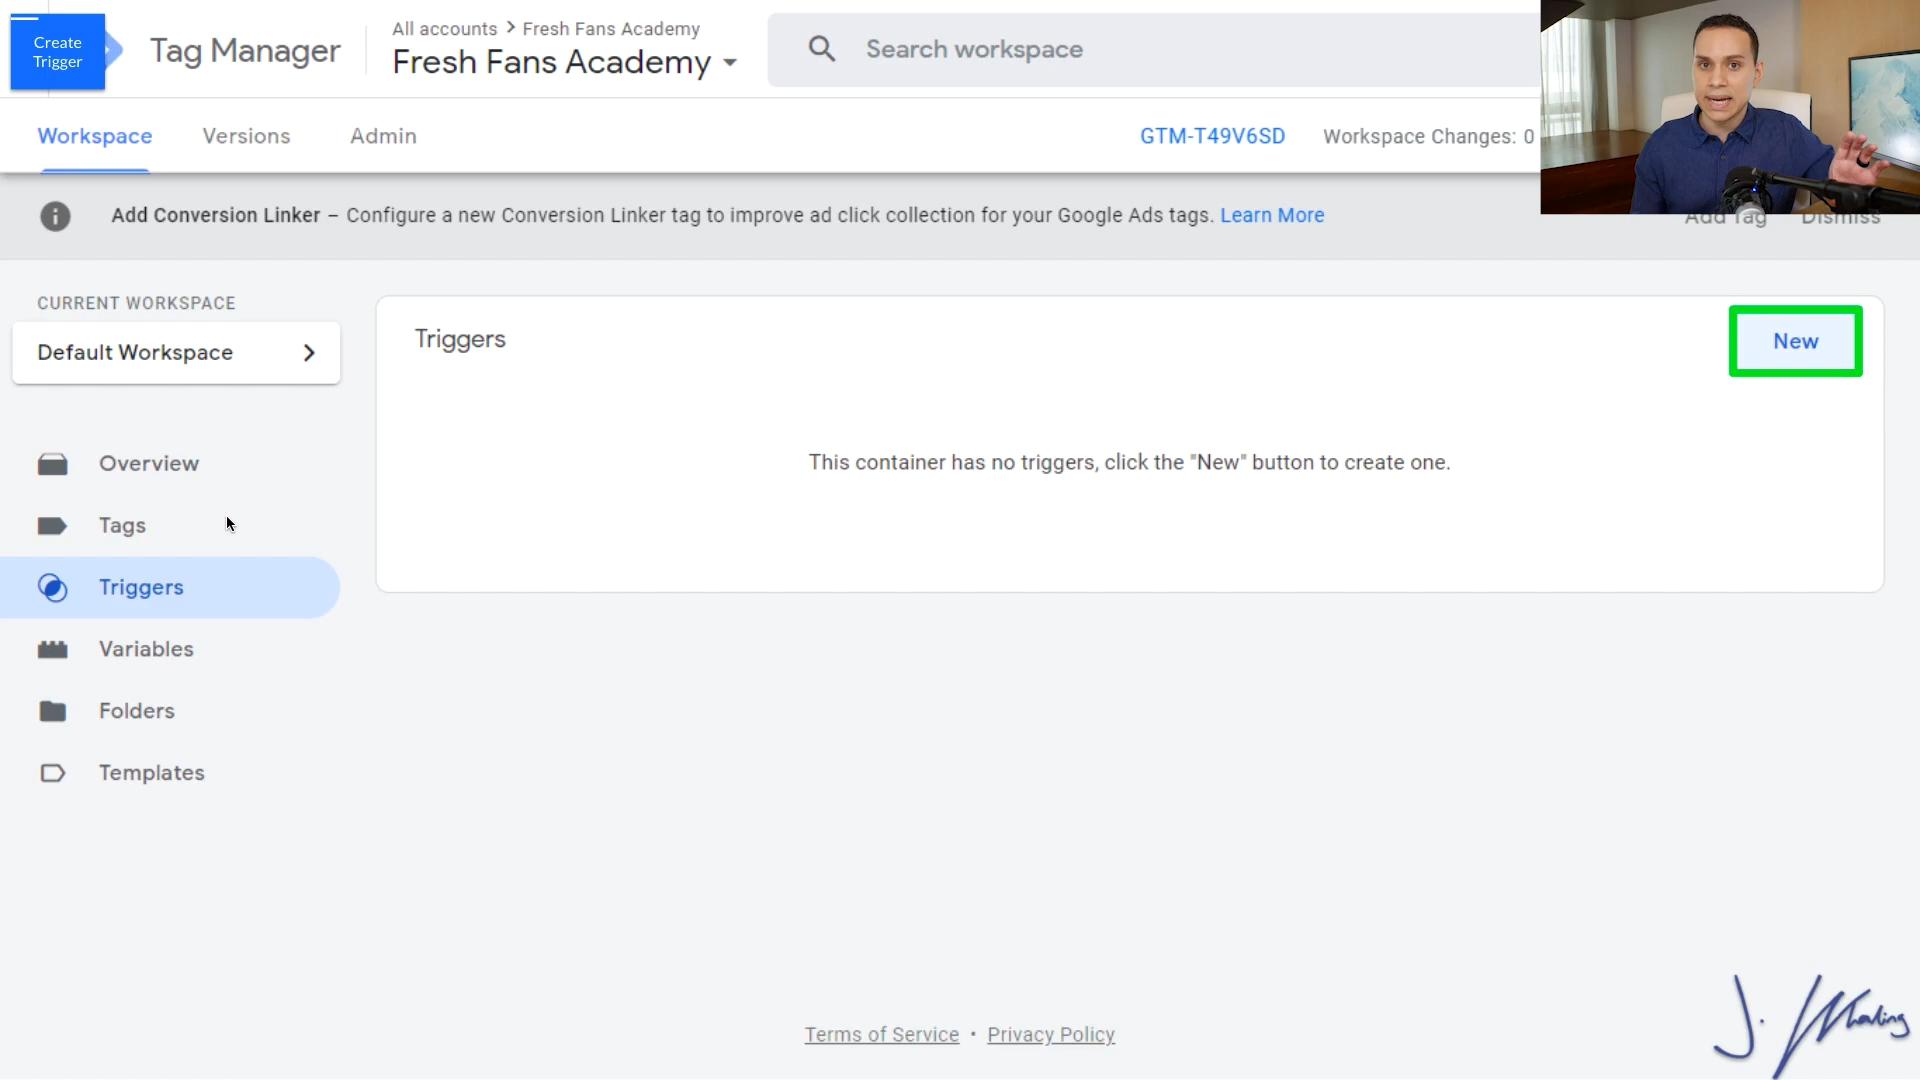 Create
Trigger
Tag Manager
All accounts > Fresh Fans Academy
Fresh Fans Academy
Search workspace
Workspace
Versions
Admin
GTM-T49V6SD
Workspace Changes: 0
Add Conversion Linker – Configure a new Conversion Linker tag to improve ad click collection for your Google Ads tags. Learn More
Add Tag
Dismiss
CURRENT WORKSPACE
Default Workspace
Triggers
New
This container has no triggers, click the "New" button to create one.
Overview
Tags
Triggers
Variables
Folders
Templates
Terms of Service • Privacy Policy